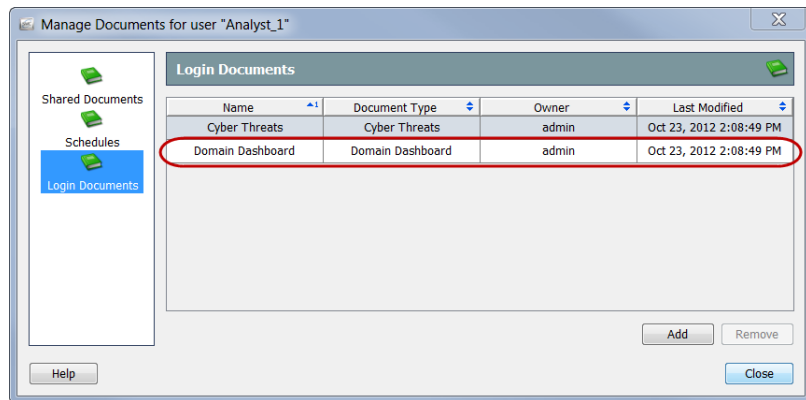 Manage Documents for user "Analyst_1"
Login Documents
Shared Documents
Schedules
Login Documents
Name 1 Document Type Owner Last Modified
Cyber Threats Cyber Threats admin Oct 23, 2012 2:08:49 PM
Domain Dashboard Domain Dashboard admin Oct 23, 2012 2:08:49 PM
Add Remove
Help Close